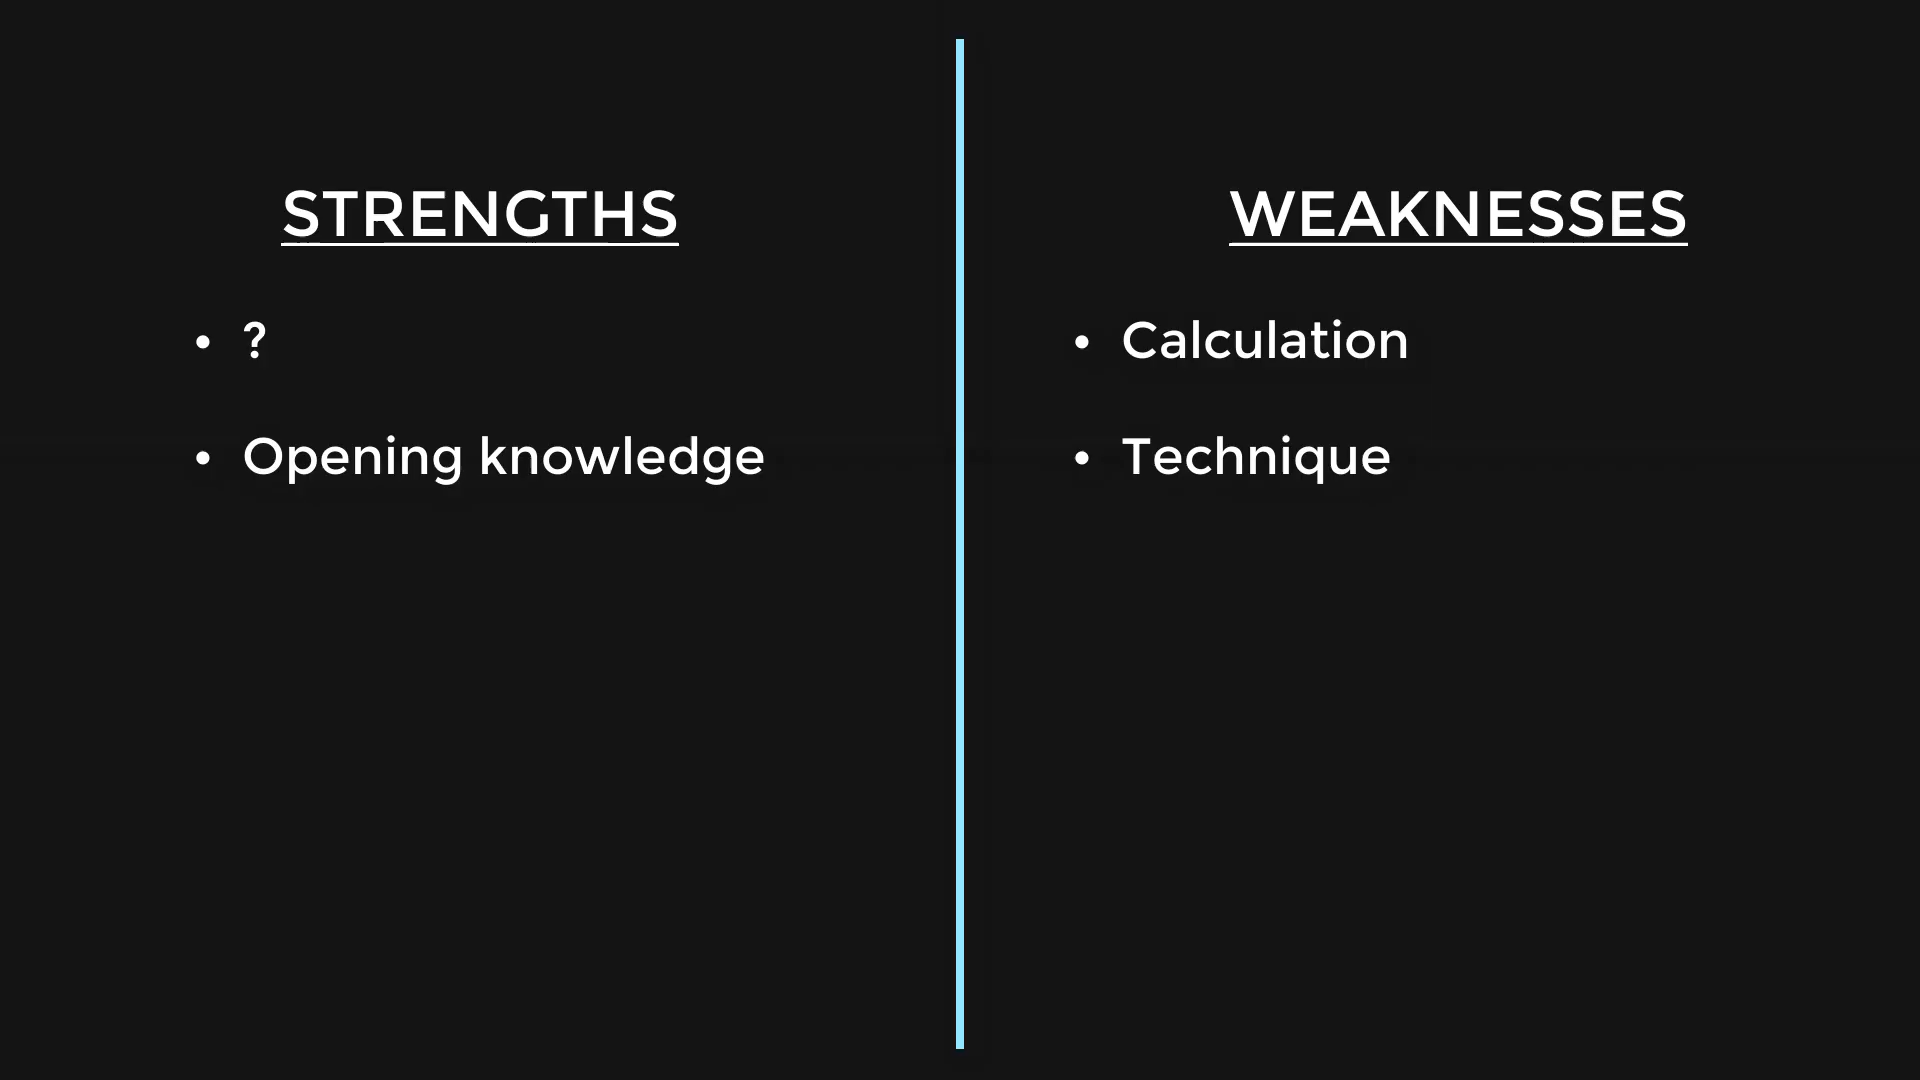 STRENGTHS
• ?
• Opening knowledge
WEAKNESSES
• Calculation
• Technique